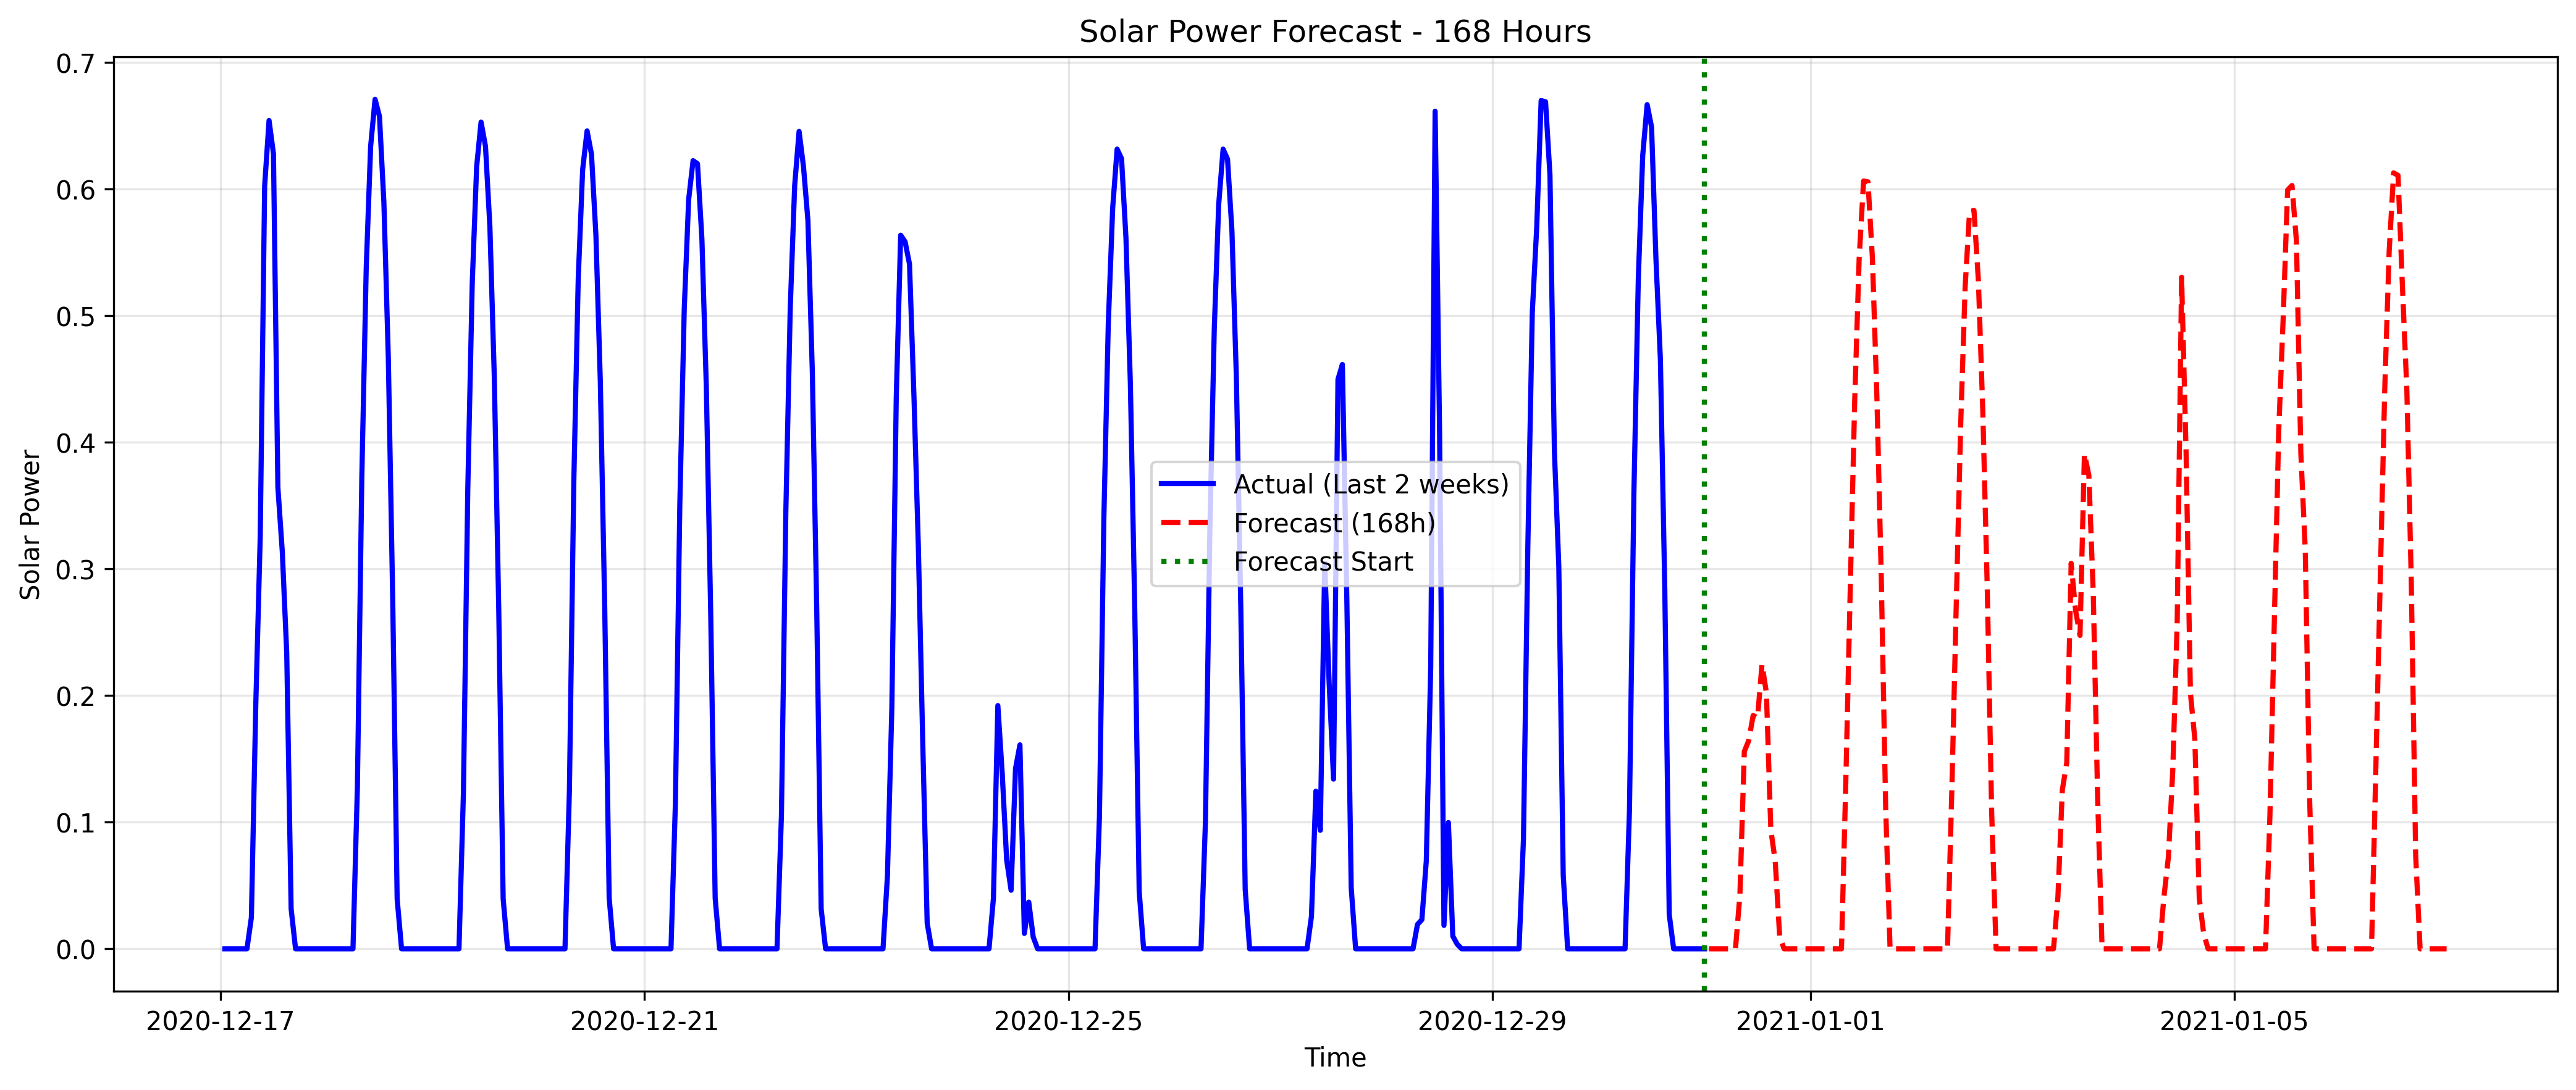 Solar Power Forecast - 168 Hours
Solar Power
0.7
0.6
0.5
0.4
0.3
0.2
0.1
0.0
Actual (Last 2 weeks)
Forecast (168h)
Forecast Start
2020-12-17
2020-12-21
2020-12-25
2020-12-29
2021-01-01
2021-01-05
Time